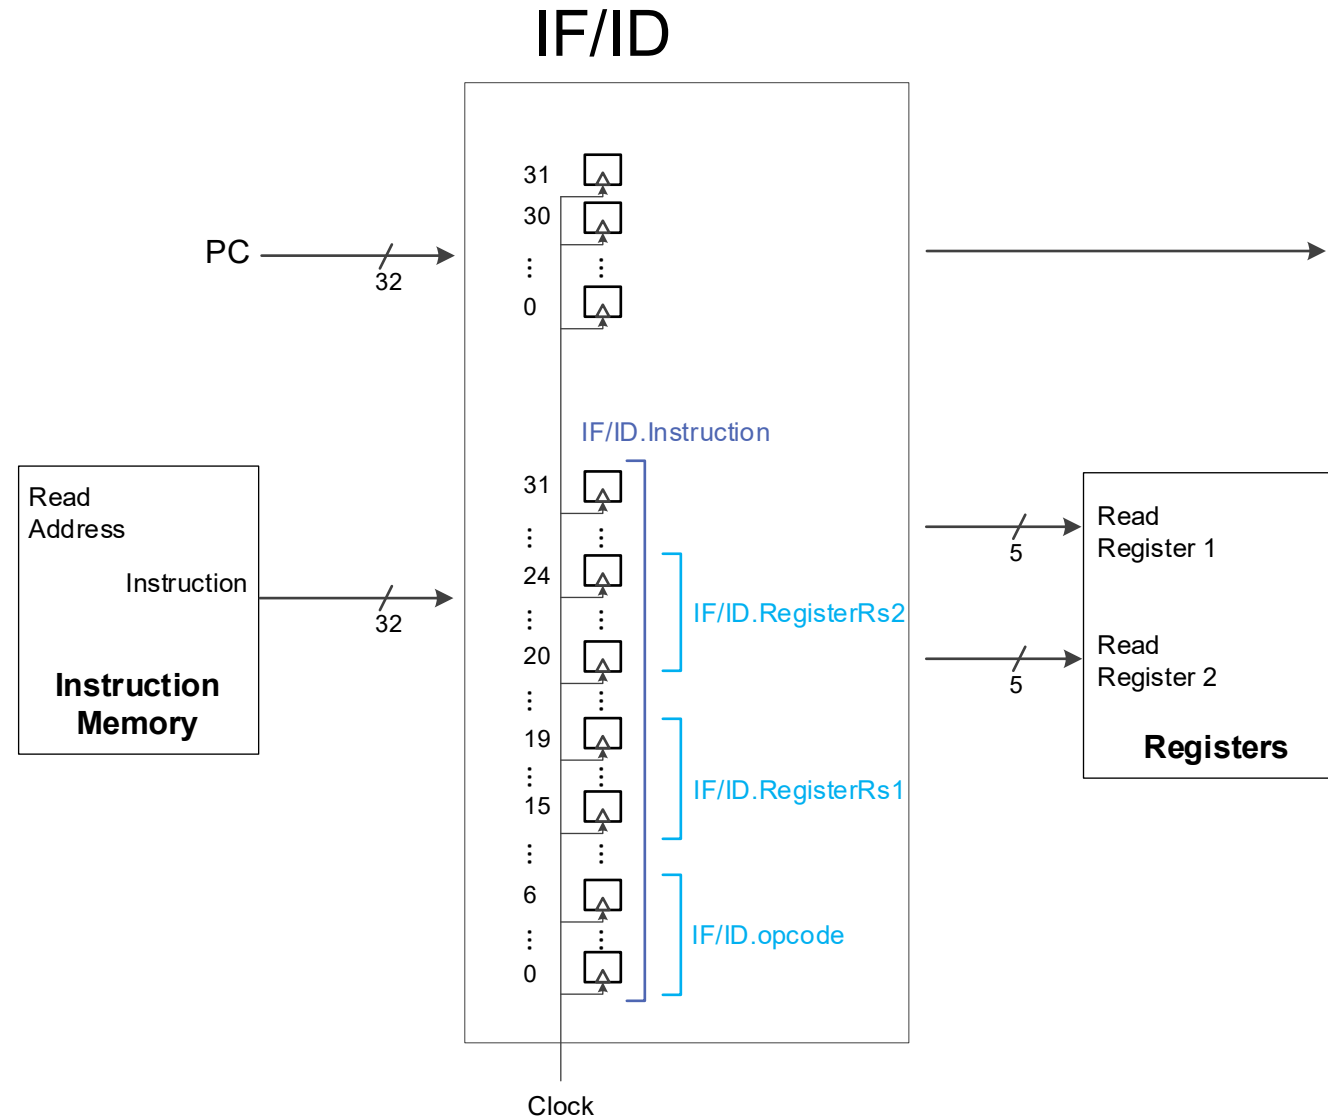 IF/ID
31
30
⋮ ⋮
0
PC
32
IF/ID.Instruction
31
⋮ ⋮
24
⋮ ⋮
20
⋮ ⋮
19
⋮ ⋮
15
⋮ ⋮
6
⋮ ⋮
0
IF/ID.RegisterRs2
IF/ID.RegisterRs1
IF/ID.opcode
Read
Address
Instruction
32
Instruction
Memory
5
5
Read
Register 1
Read
Register 2
Registers
Clock